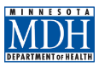 MINNESOTA
MDH
DEPARTMENT OF HEALTH